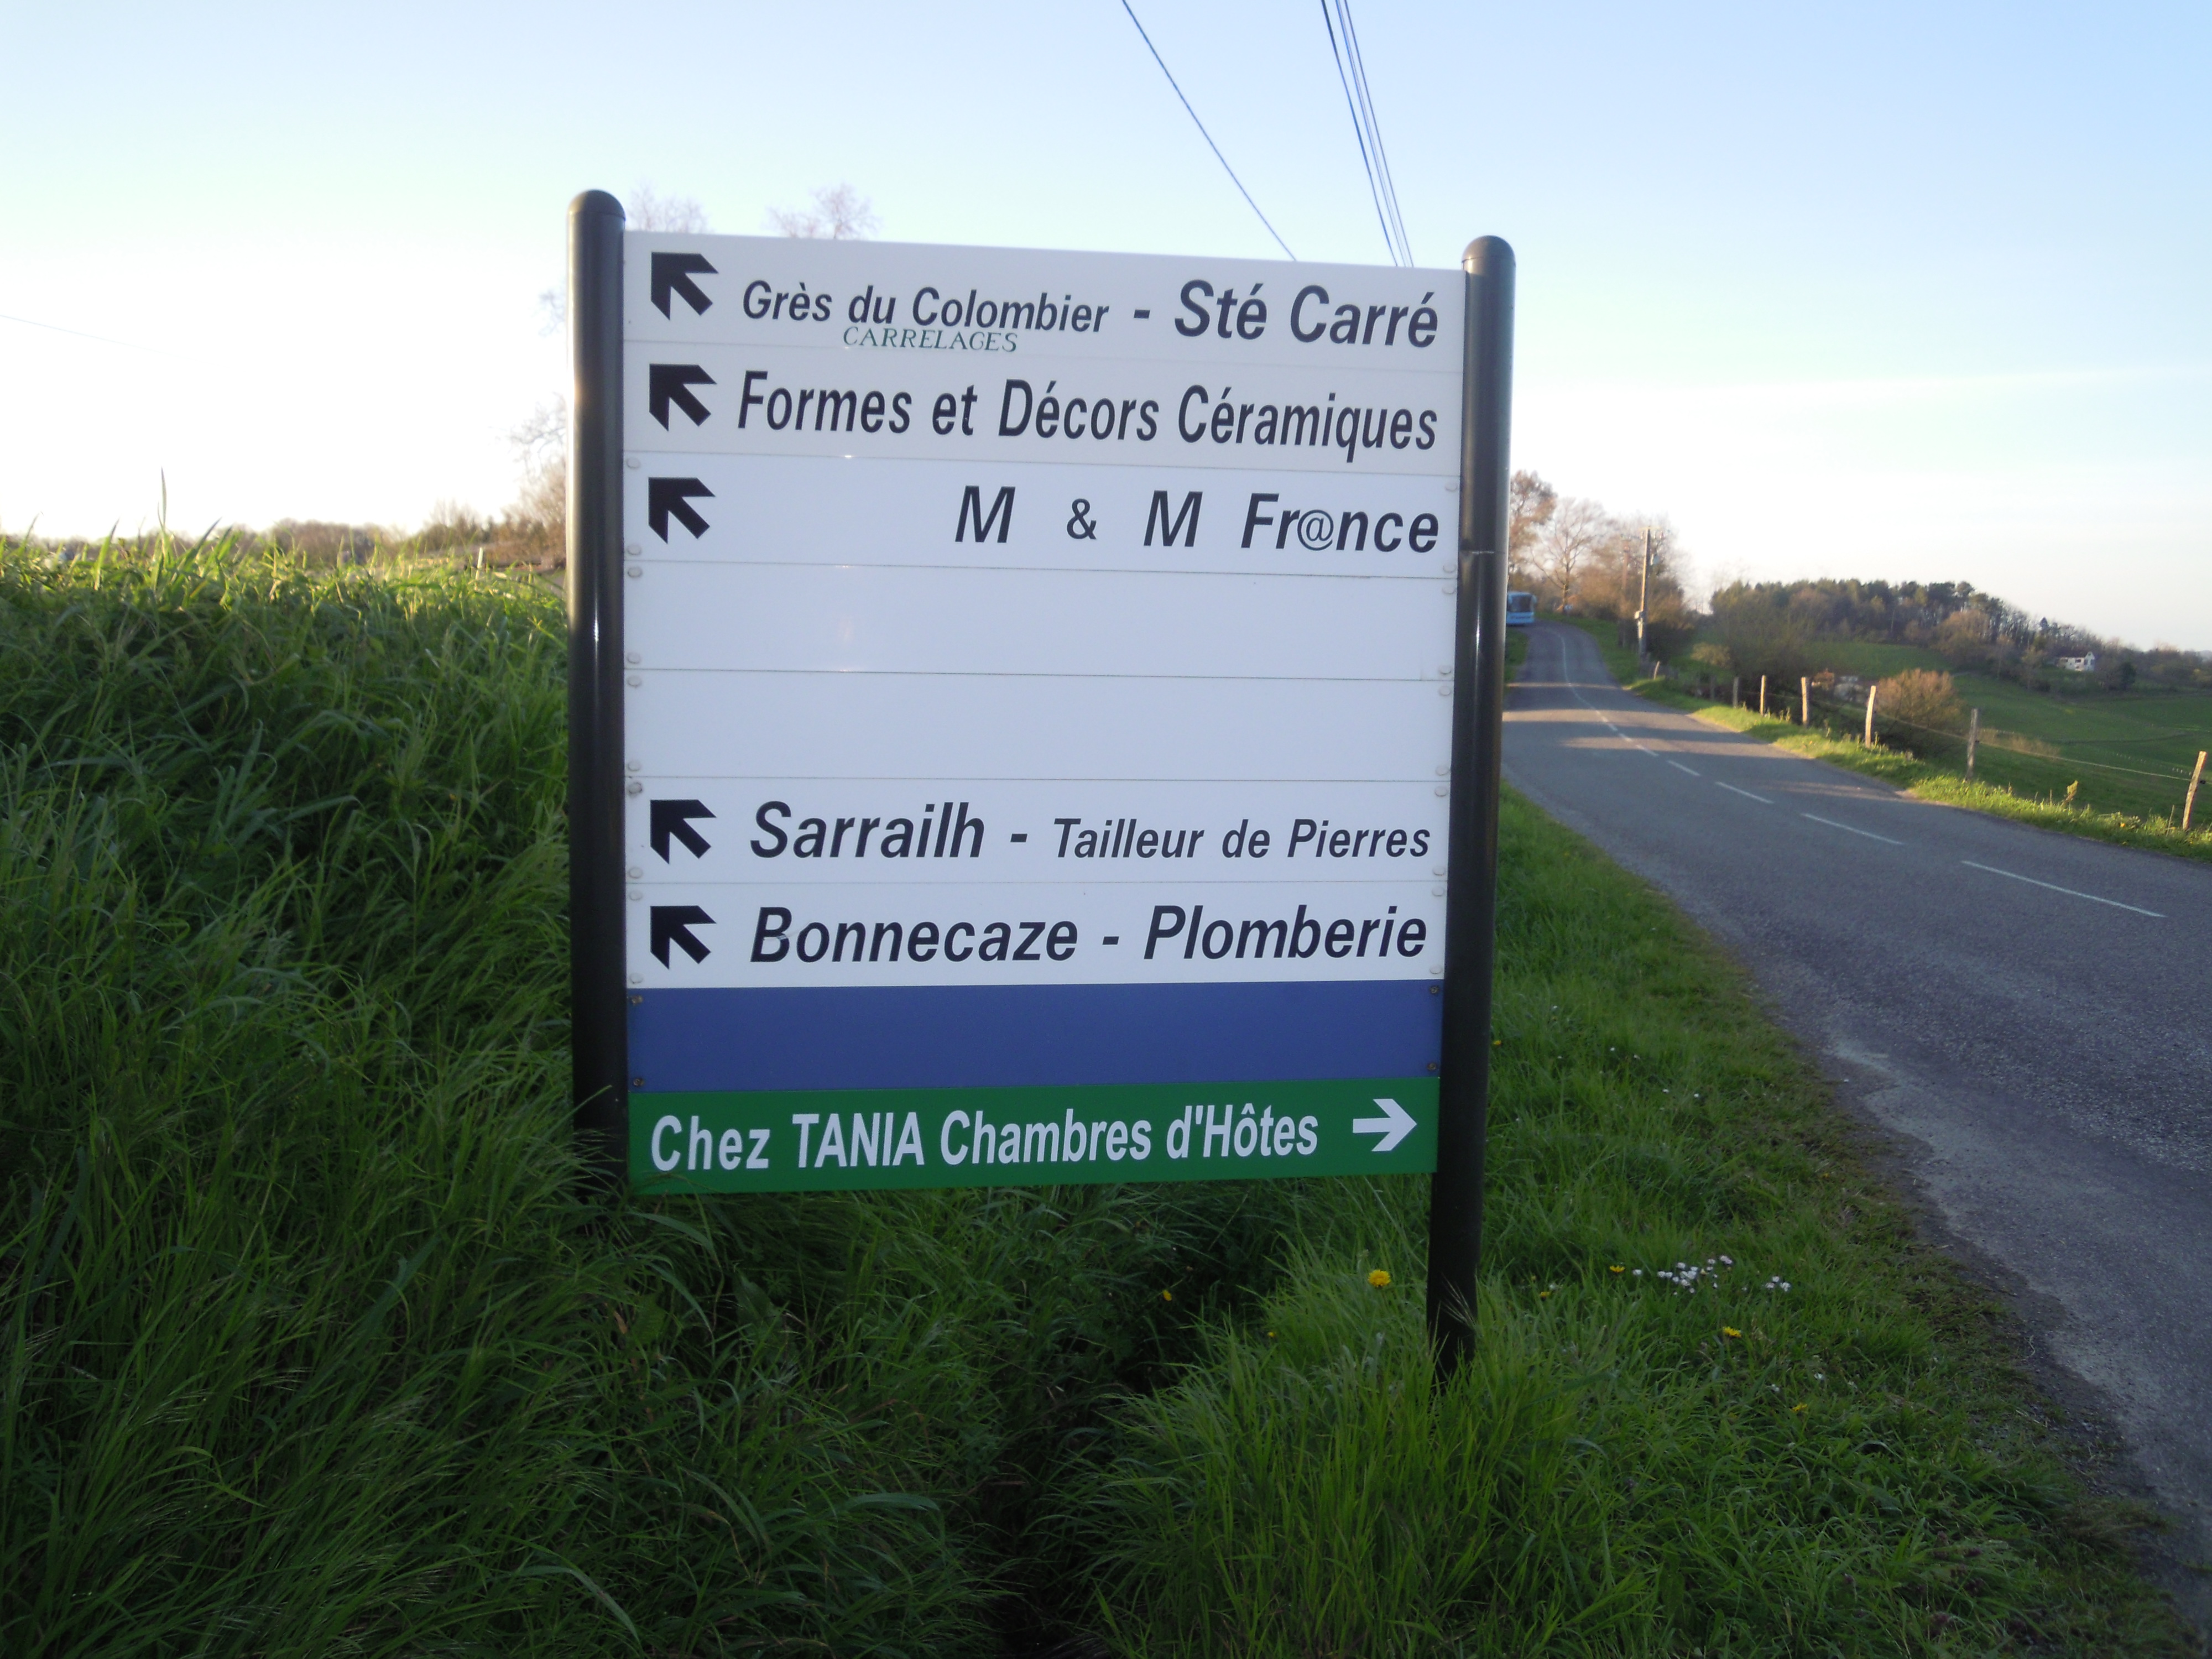 Grès du Colombier - Sté Carré
CARRELAGES
Formes et Décors Céramiques
M & M Fr@nce
Sarrailh - Tailleur de Pierres
Bonnecaze - Plomberie
Chez TANIA Chambres d'Hôtes